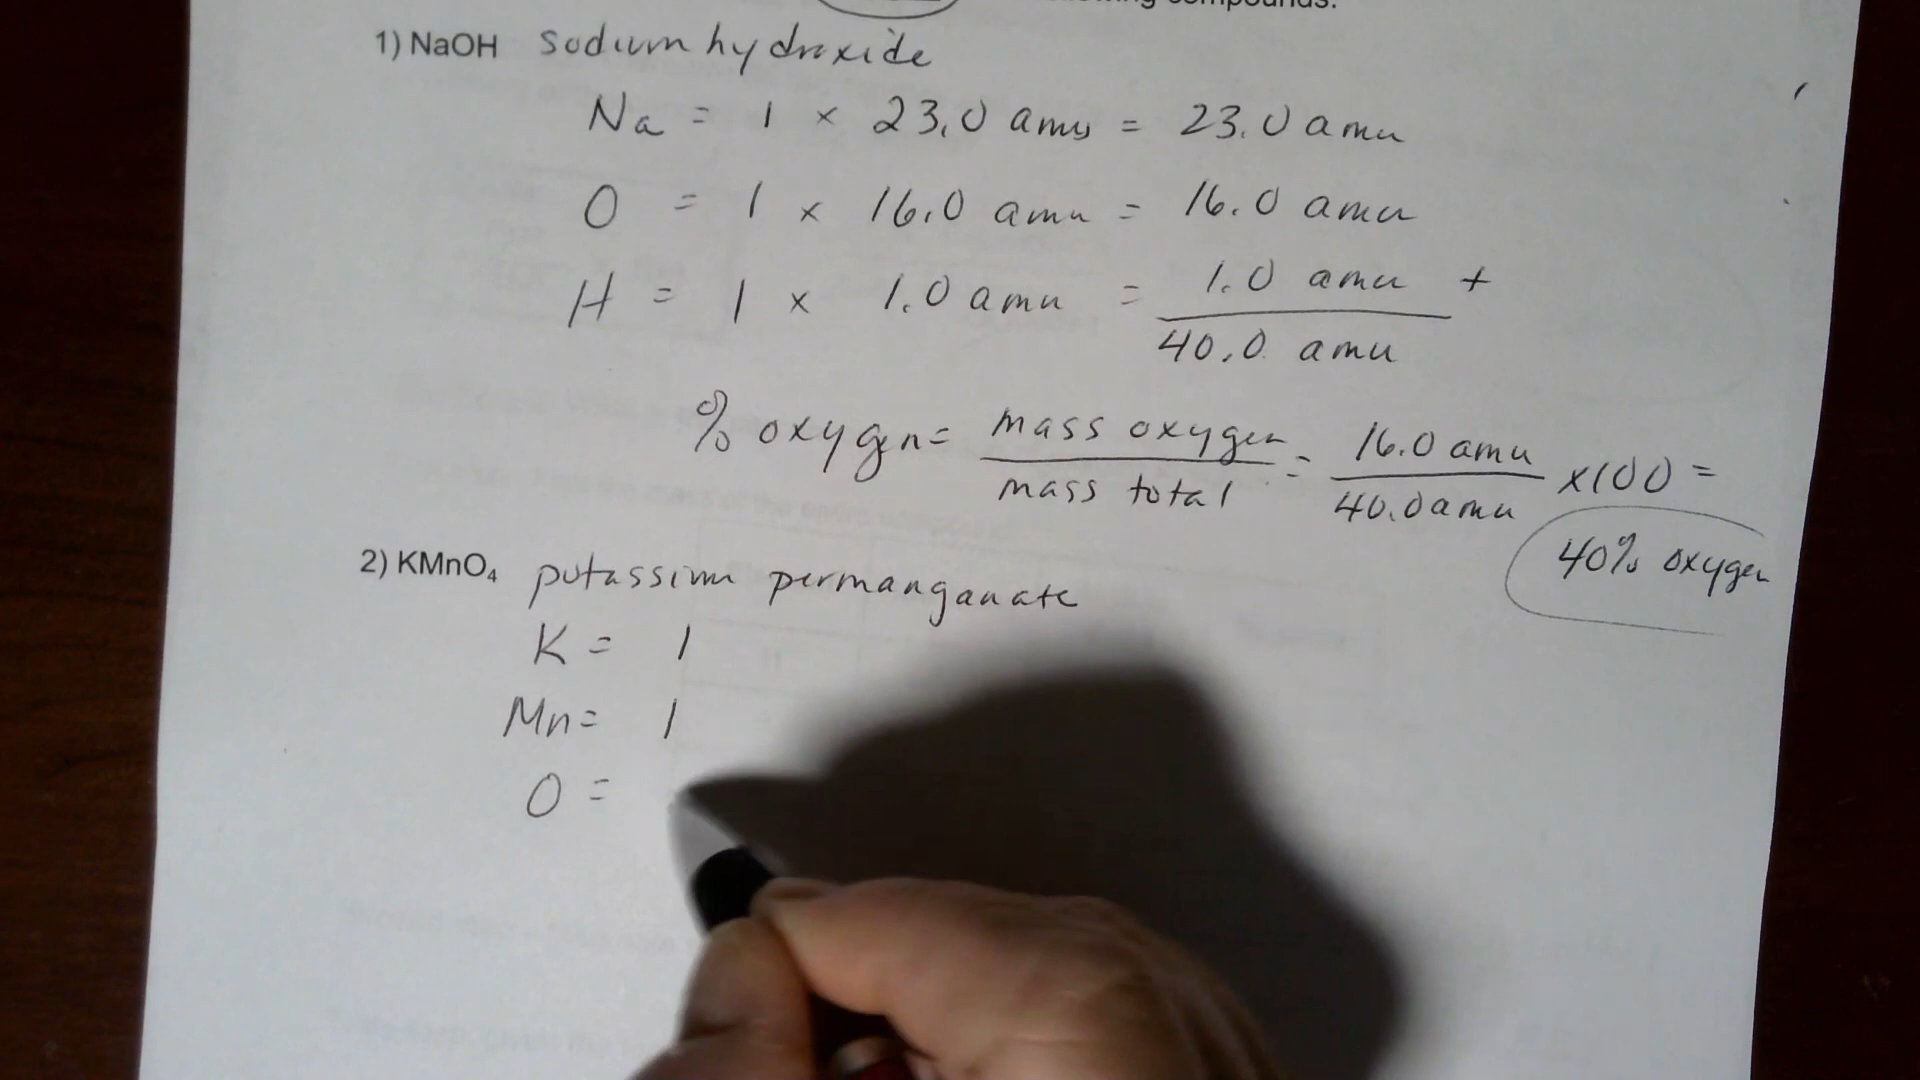 following compounds.
1) NaOH sodium hydroxide
Na = 1 × 23.0 amu = 23.0 amu
O = 1 × 16.0 amu = 16.0 amu
H = 1 × 1.0 amu = 1.0 amu +
40.0 amu
% oxygen = mass oxygen / mass total = 16.0 amu / 40.0 amu ×100 =
40% oxygen
2) KMnO₄ potassium permanganate
K = 1
Mn = 1
O =